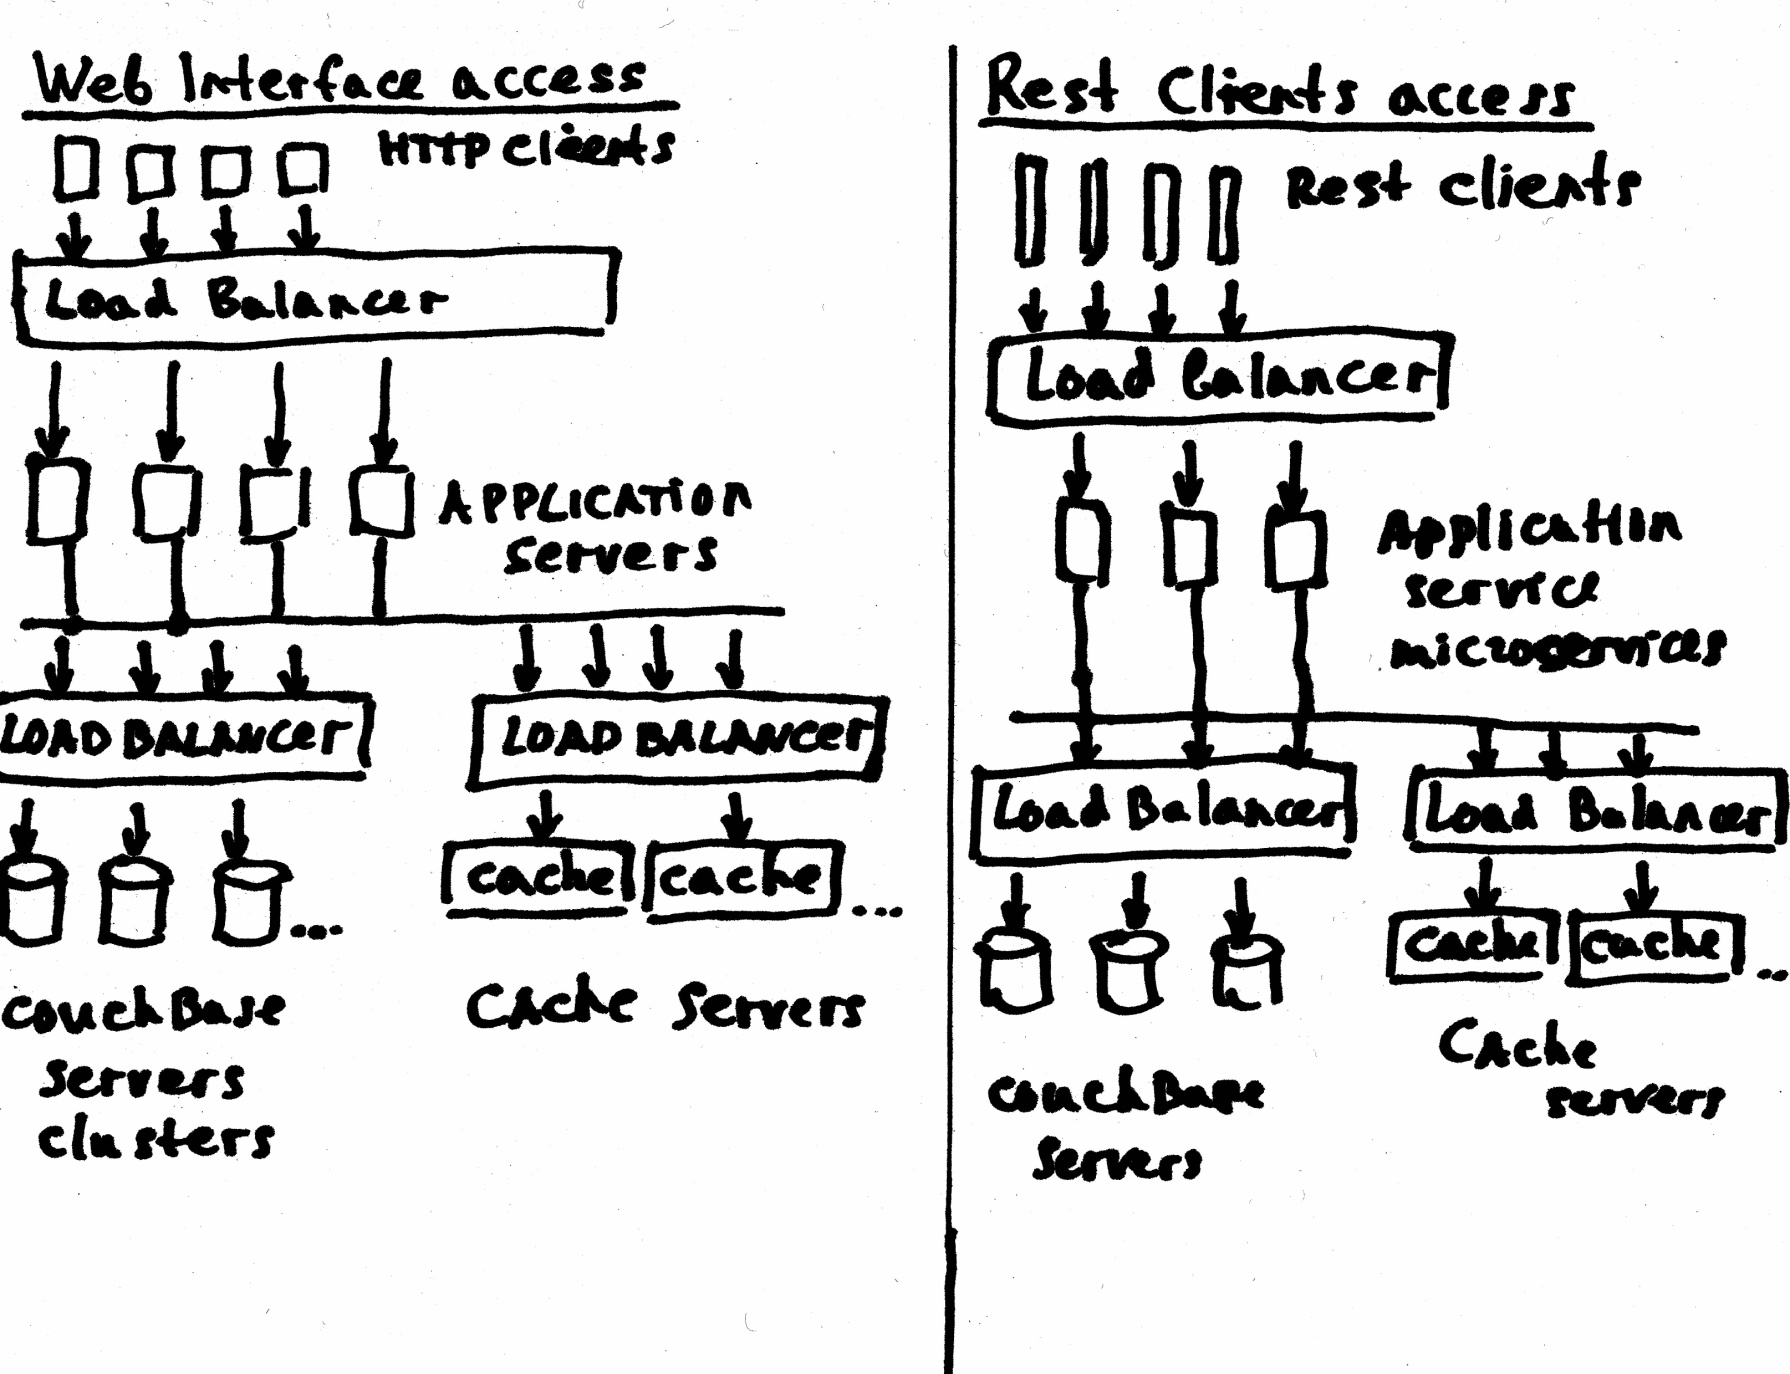 Web Interface access
HTTP Clients
Load Balancer
APPLICATION
servers
LOAD BALANCER
LOAD BALANCER
cache
cache
...
...
couchBase
servers
clusters
CAche servers
Rest Clients access
Rest clients
Load Balancer
Application
service
microservices
Load Balancer
Load Balancer
cache
cache
...
couchBase
servers
CAche
servers